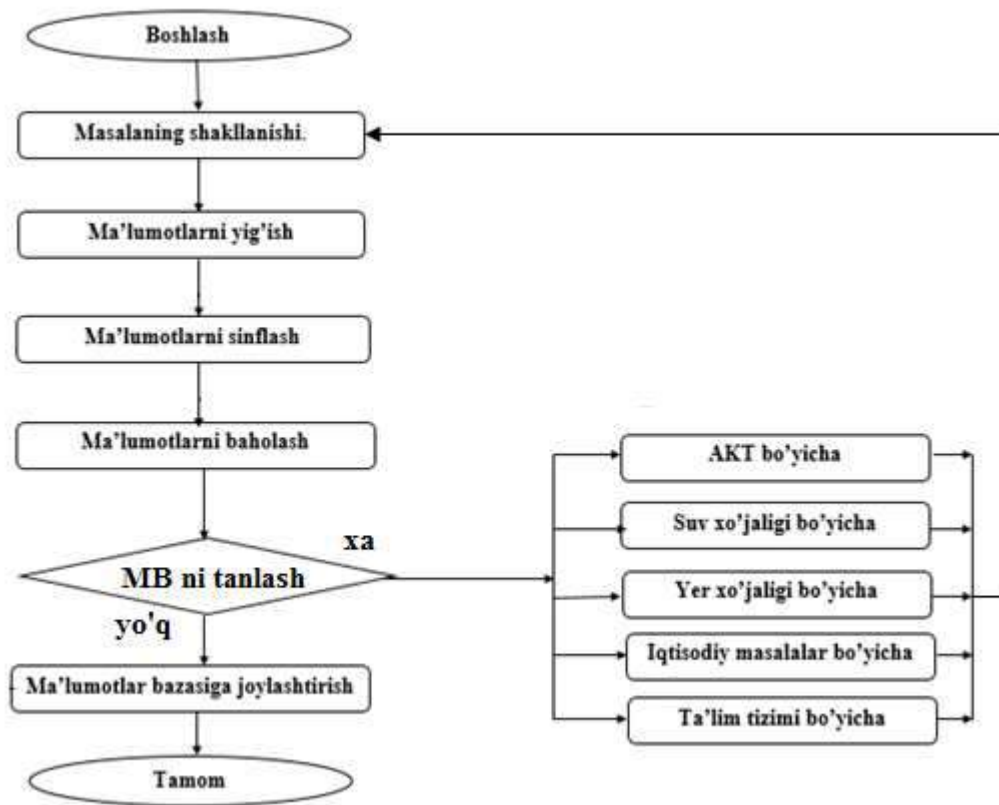 Boshlash
Masalaning shakllanishi.
Ma’lumotlarni yig’ish
Ma’lumotlarni sinflash
Ma’lumotlarni baholash
MB ni tanlash
xa
yo'q
Ma’lumotlar bazasiga joylashtirish
Tamom
AKT bo’yicha
Suv xo’jaligi bo’yicha
Yer xo’jaligi bo’yicha
Iqtisodiy masalalar bo’yicha
Ta’lim tizimi bo’yicha